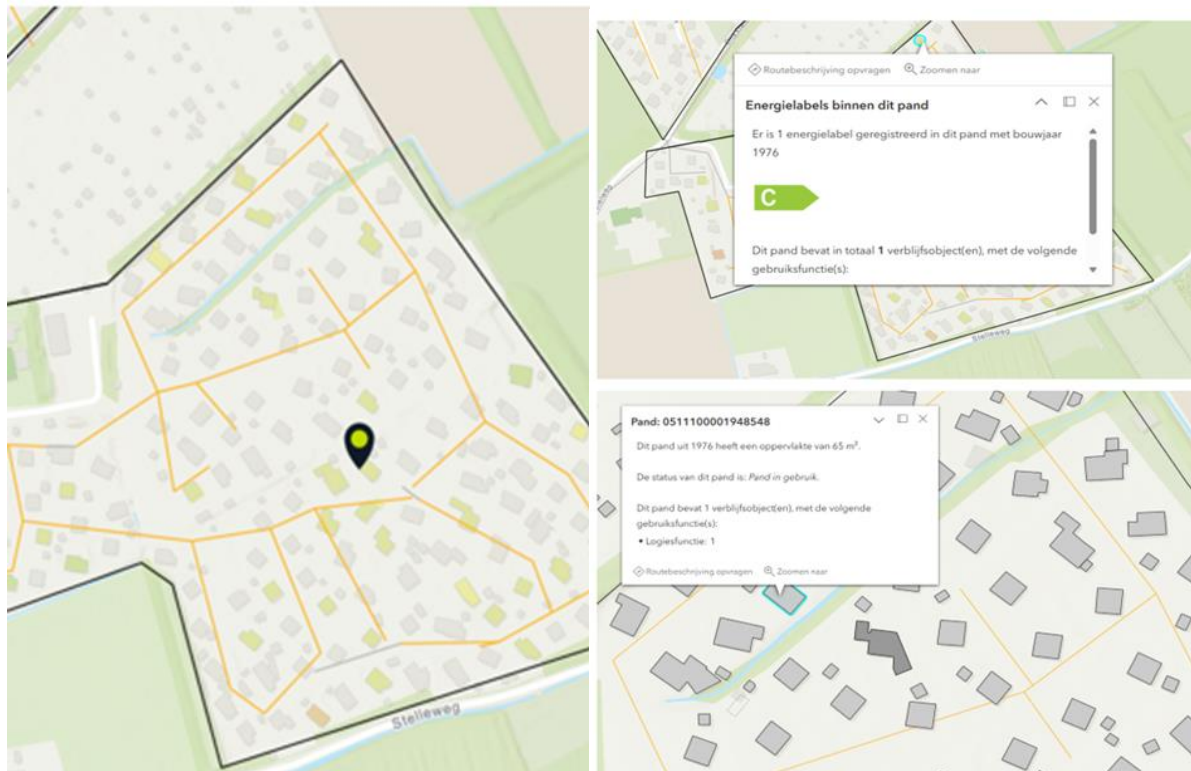 Stelleweg
Routebeschrijving opvragen Zoomen naar
Energielabels binnen dit pand
Er is 1 energielabel geregistreerd in dit pand met bouwjaar
1976
C
Dit pand bevat in totaal 1 verblijfsobject(en), met de volgende
gebruiksfunctie(s):
Stelleweg
Pand: 0511100001948548
Dit pand uit 1976 heeft een oppervlakte van 65 m².
De status van dit pand is: Pand in gebruik.
Dit pand bevat 1 verblijfsobject(en), met de volgende
gebruiksfunctie(s):
• Logiesfunctie: 1
Routebeschrijving opvragen Zoomen naar